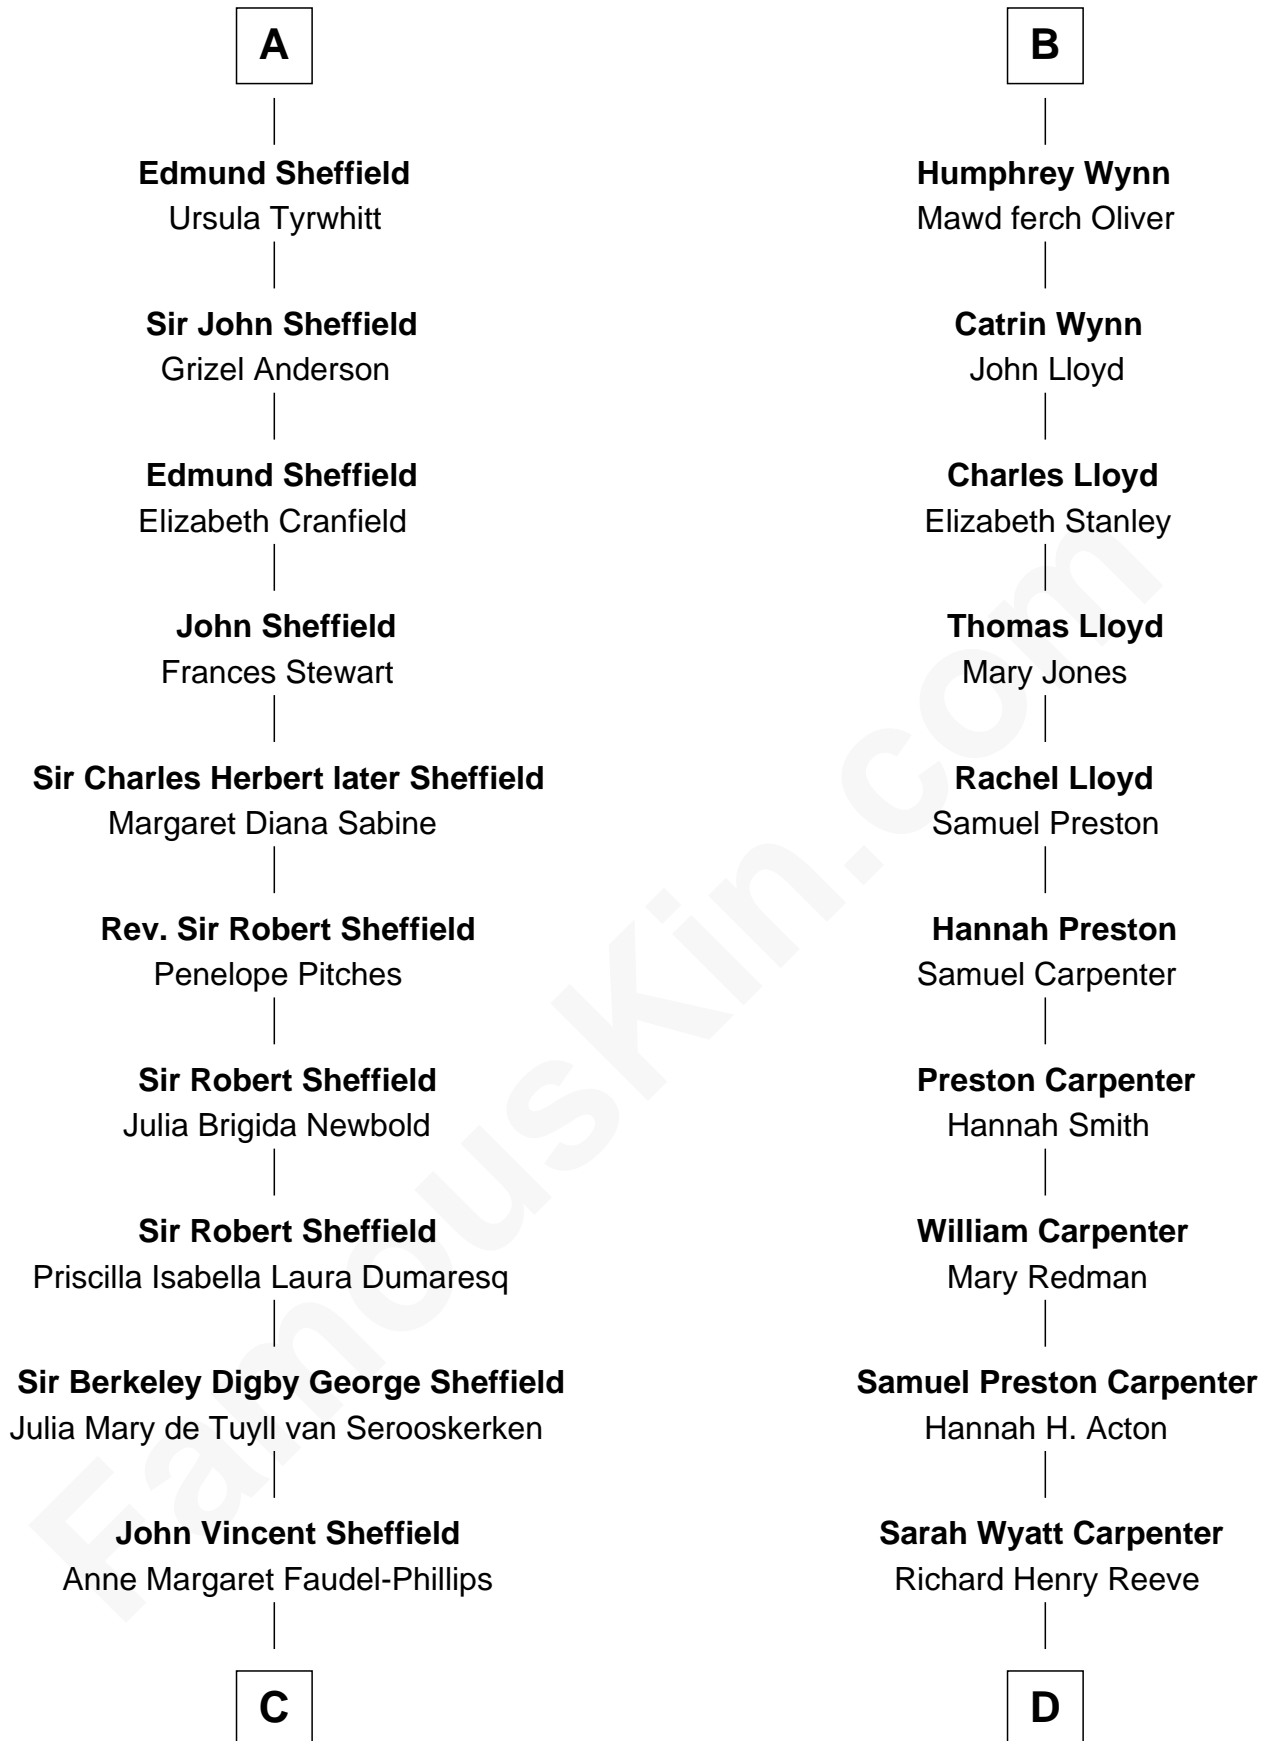 A
Edmund Sheffield
Ursula Tyrwhitt
Sir John Sheffield
Grizel Anderson
Edmund Sheffield
Elizabeth Cranfield
John Sheffield
Frances Stewart
Sir Charles Herbert later Sheffield
Margaret Diana Sabine
Rev. Sir Robert Sheffield
Penelope Pitches
Sir Robert Sheffield
Julia Brigida Newbold
Sir Robert Sheffield
Priscilla Isabella Laura Dumaresq
Sir Berkeley Digby George Sheffield
Julia Mary de Tuyll van Serooskerken
John Vincent Sheffield
Anne Margaret Faudel-Phillips
C
B
Humphrey Wynn
Mawd ferch Oliver
Catrin Wynn
John Lloyd
Charles Lloyd
Elizabeth Stanley
Thomas Lloyd
Mary Jones
Rachel Lloyd
Samuel Preston
Hannah Preston
Samuel Carpenter
Preston Carpenter
Hannah Smith
William Carpenter
Mary Redman
Samuel Preston Carpenter
Hannah H. Acton
Sarah Wyatt Carpenter
Richard Henry Reeve
D
FamousKin.com